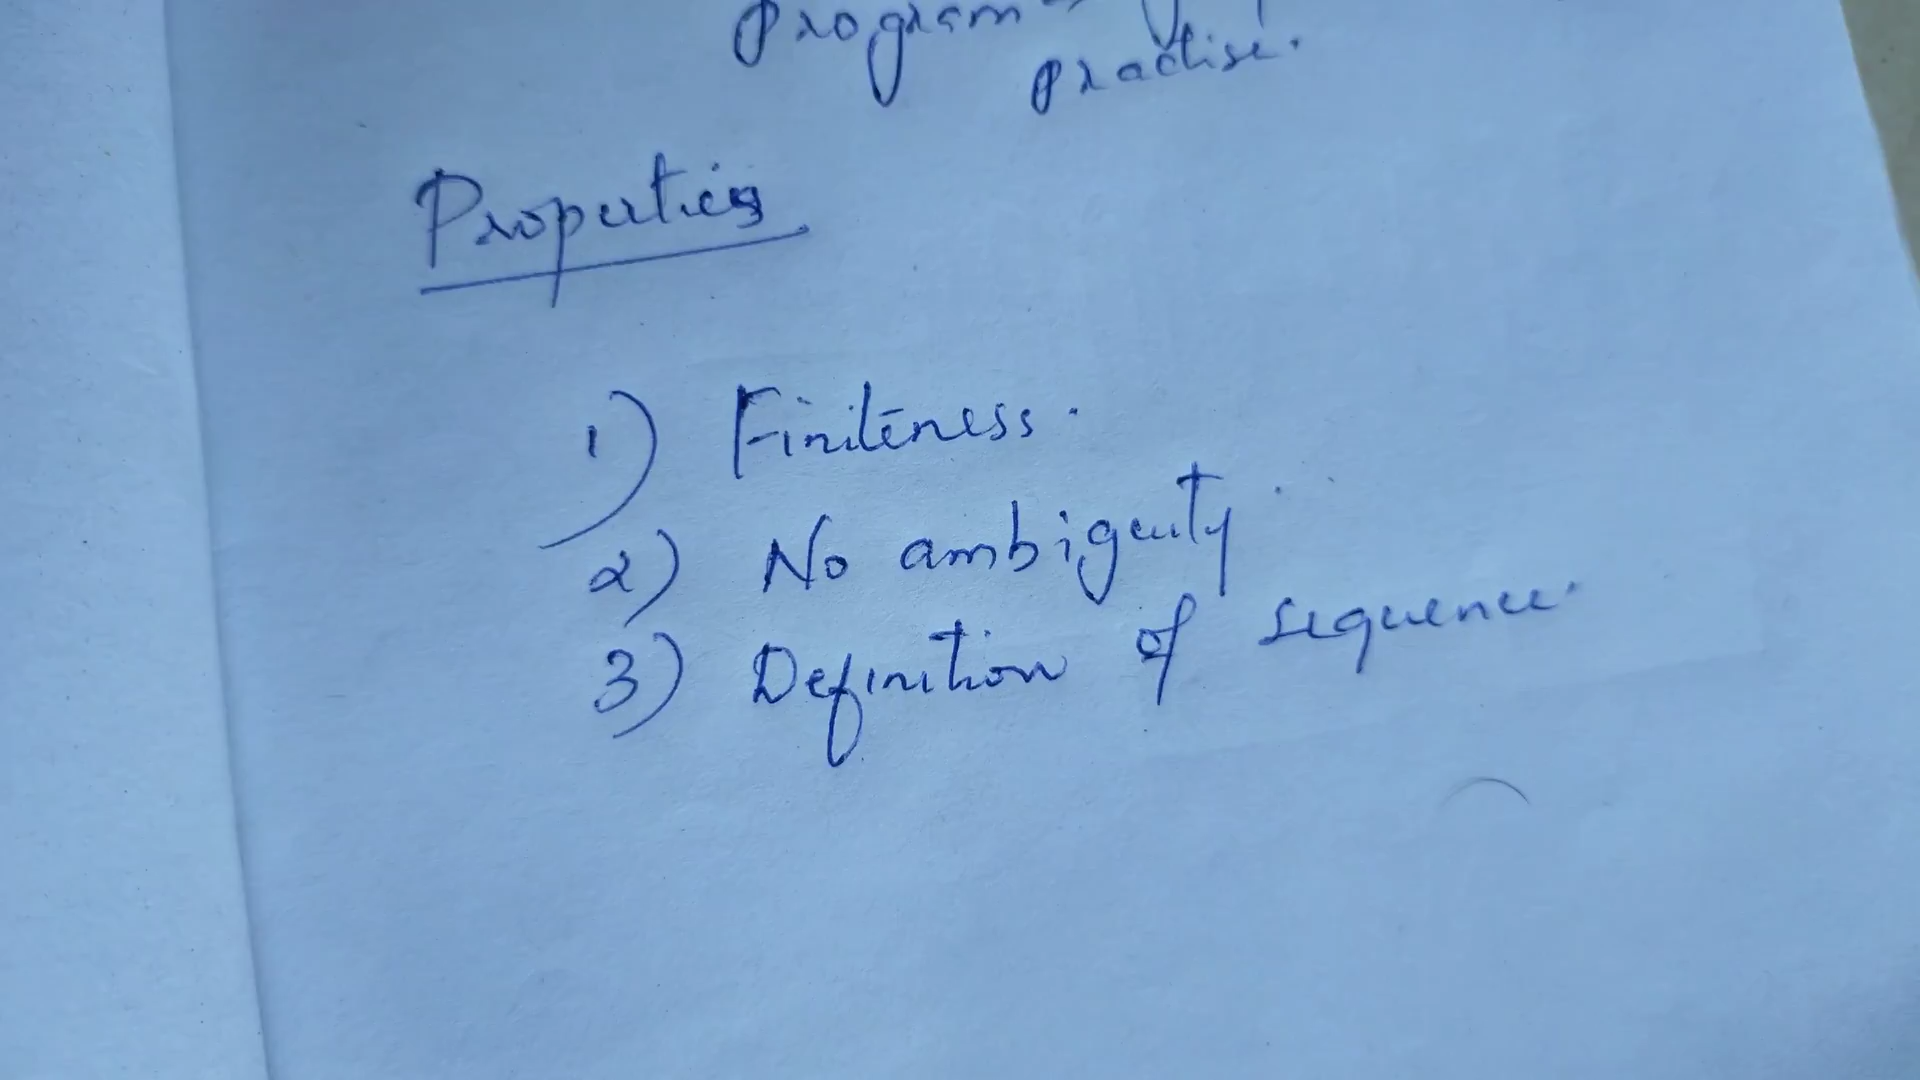 Program
Practise.
Properties
1) Finiteness.
2) No ambiguity
3) Definition of sequence.